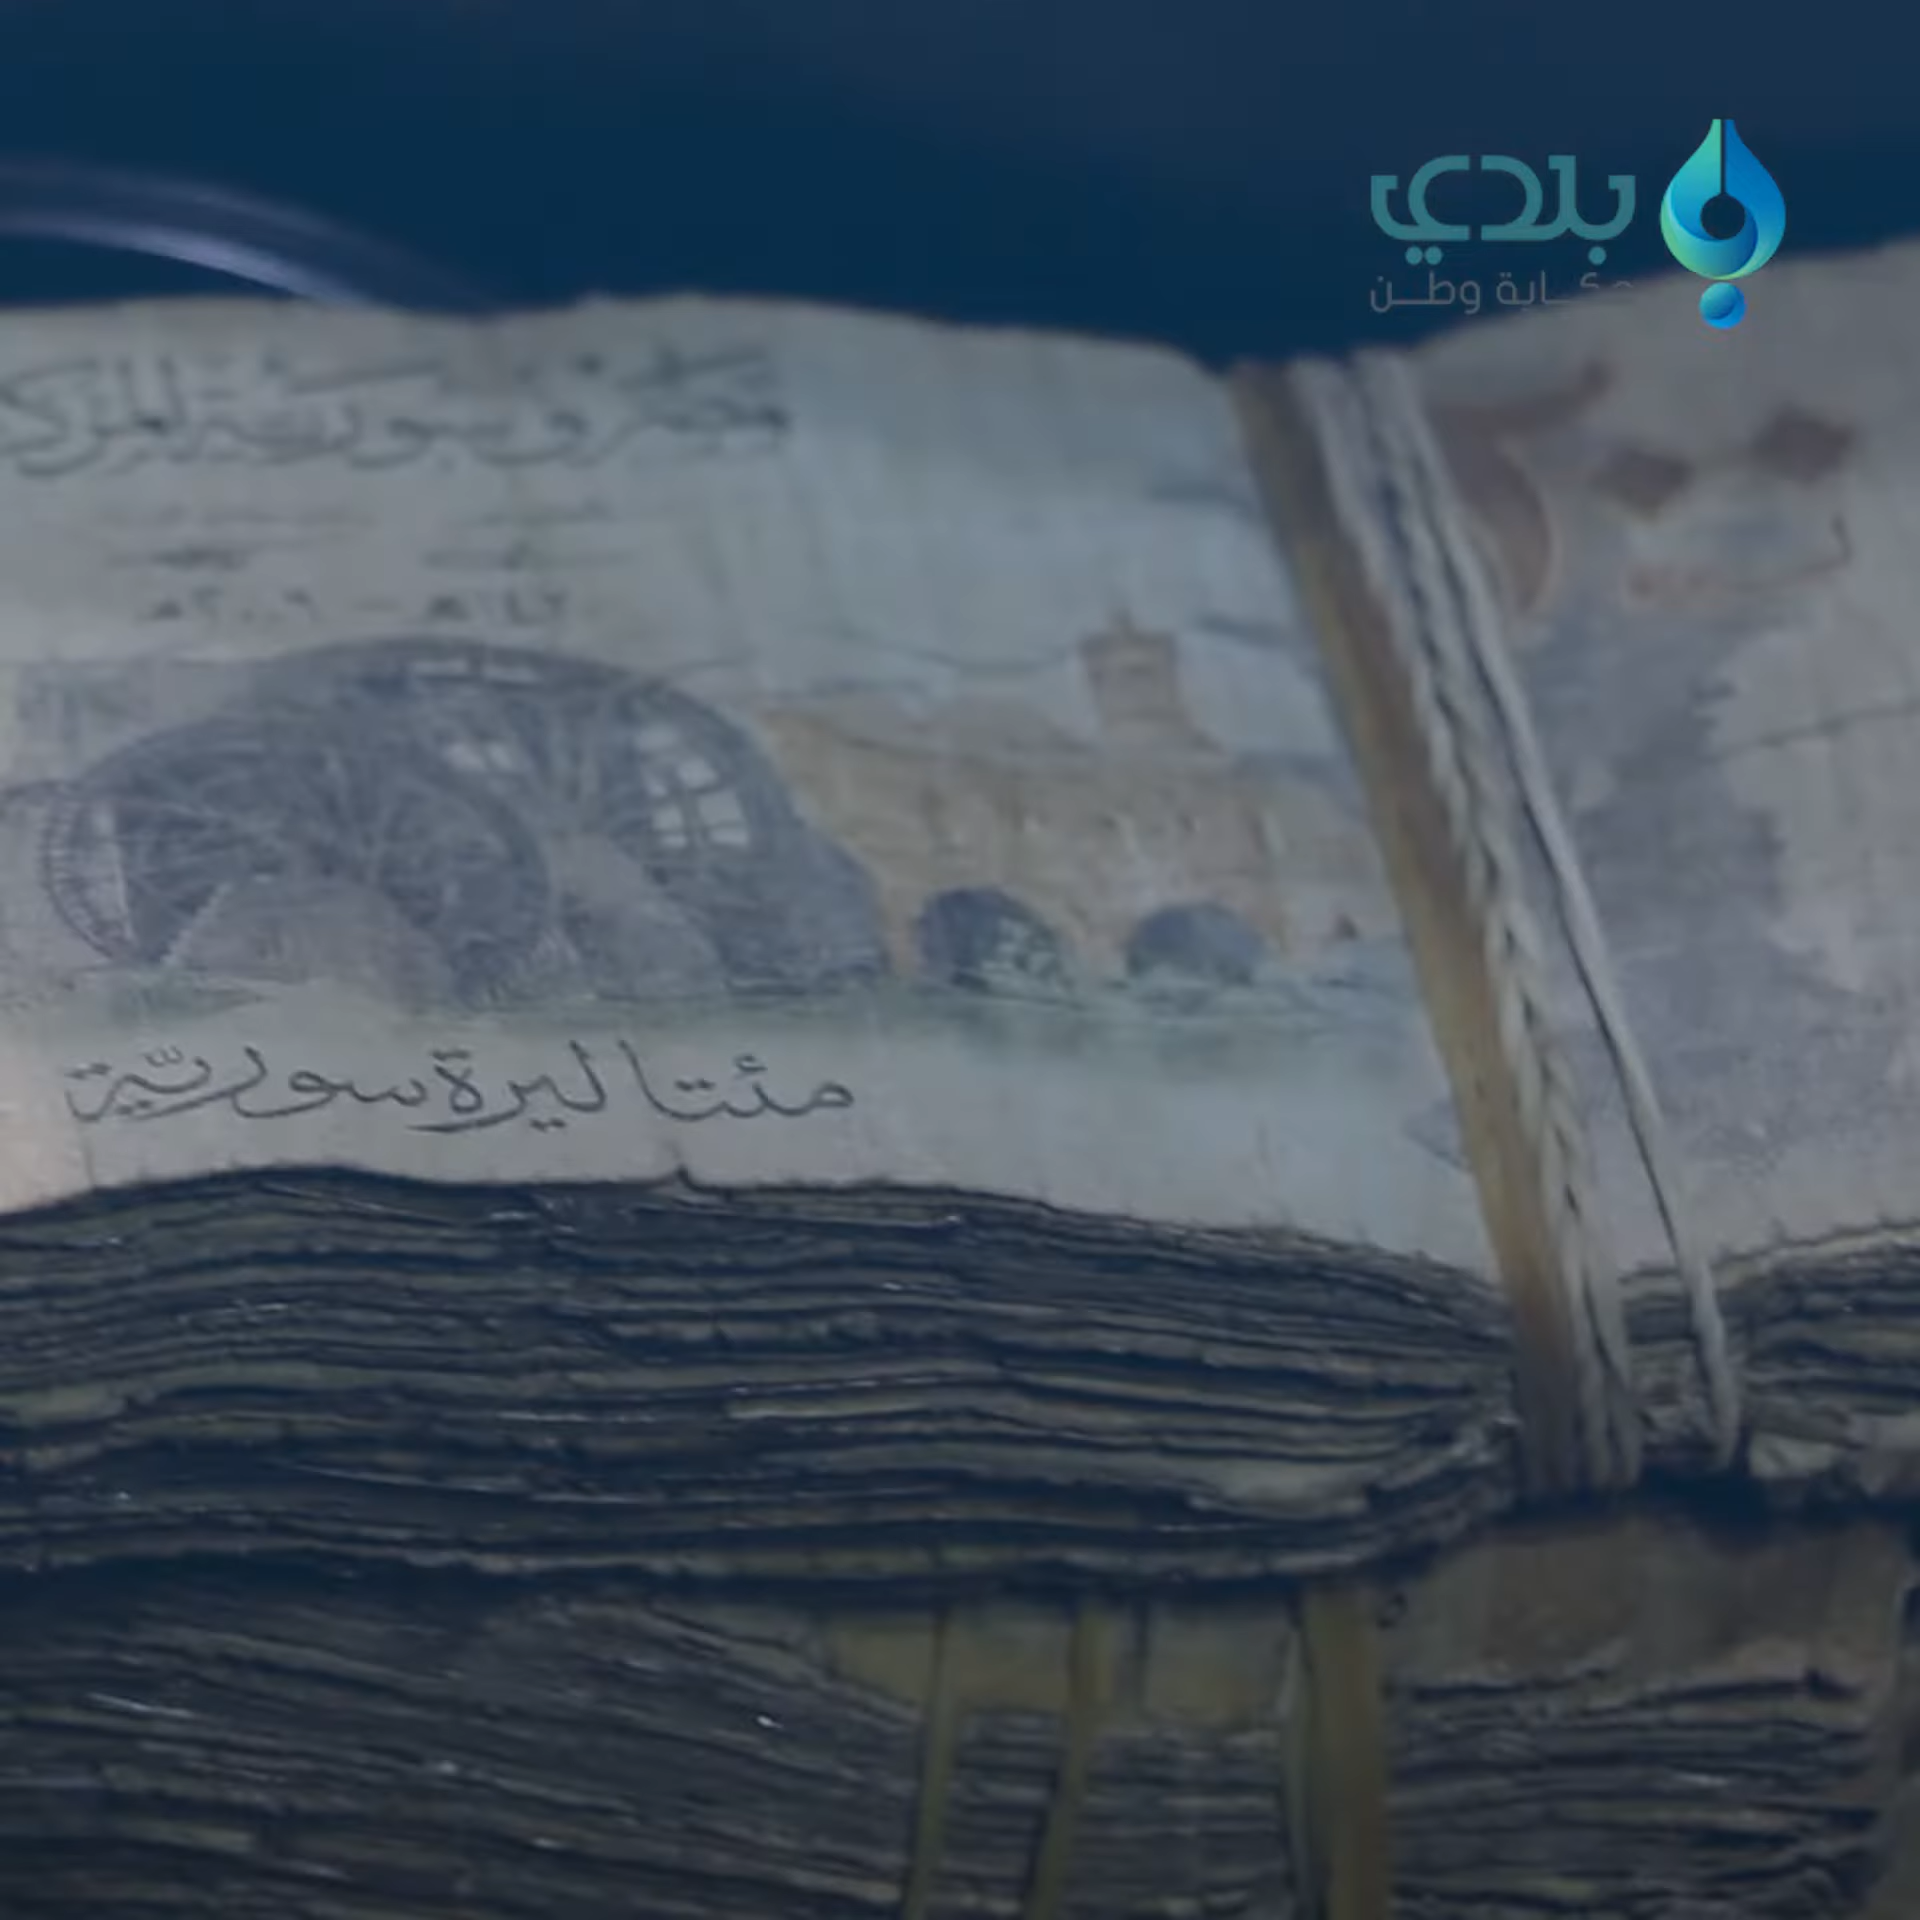 بلدي
حكاية وطن
مصرف سورية المركزي
مئتا ليرة سورية